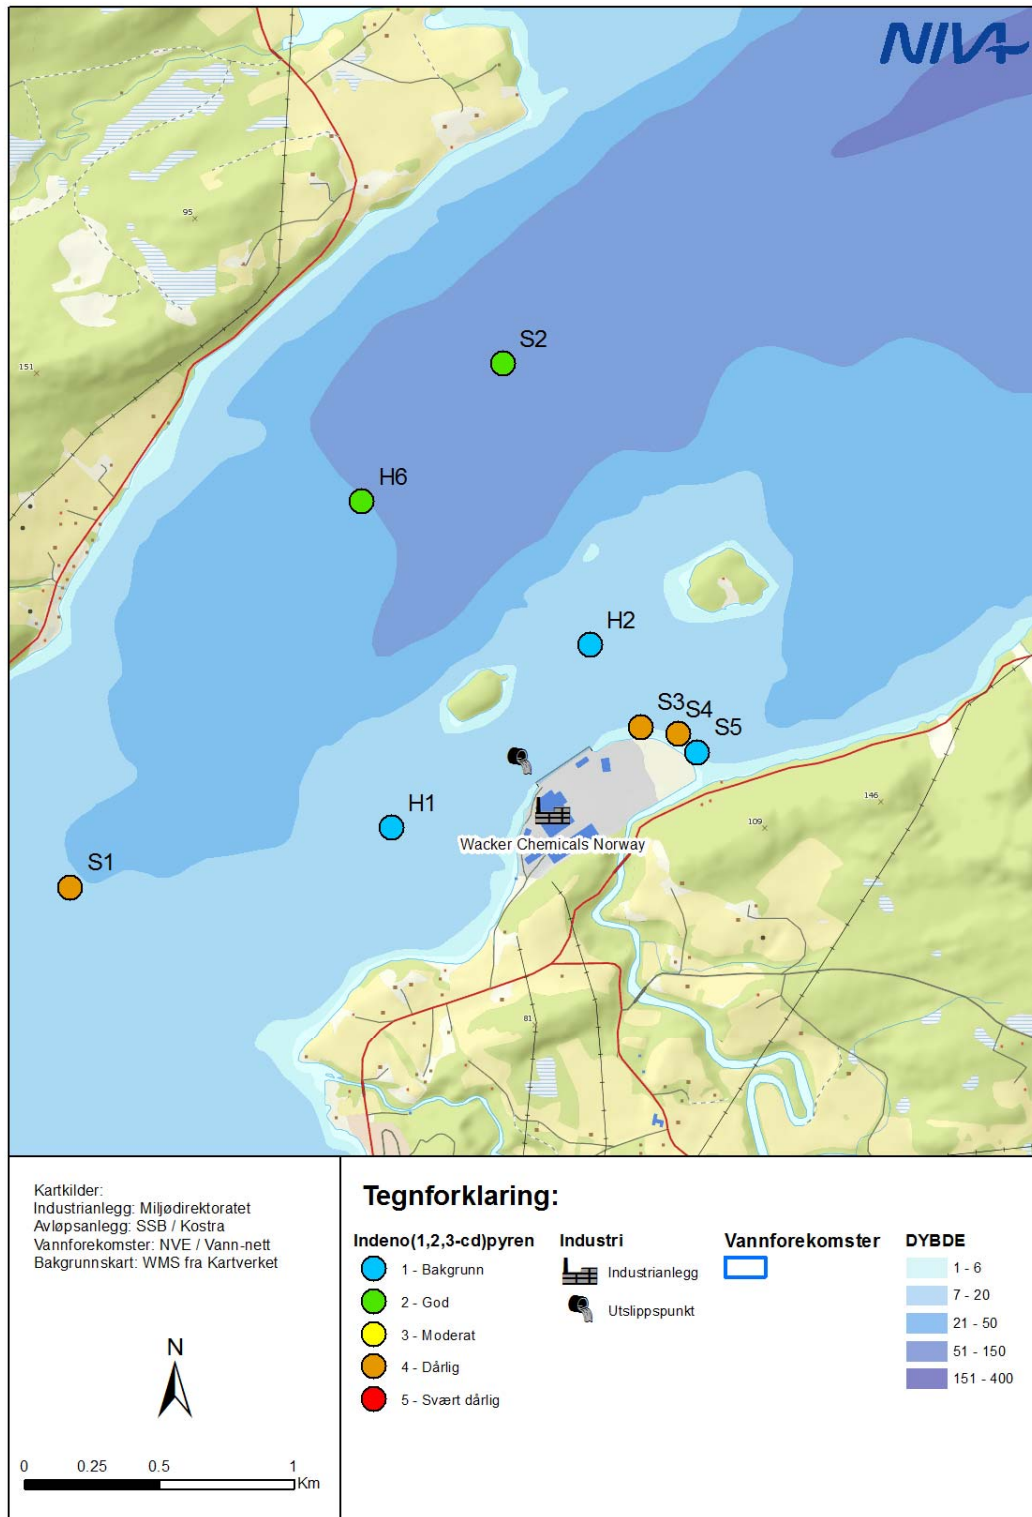 NIVA
95
151
S2
H6
H2
S3
S4
S5
H1
S1
146
109
Wacker Chemicals Norway
81
Kartkilder:
Industrianlegg: Miljødirektoratet
Avløpsanlegg: SSB / Kostra
Vannforekomster: NVE / Vann-nett
Bakgrunnskart: WMS fra Kartverket
N
0 0.25 0.5 1
Km
Tegnforklaring:
Indeno(1,2,3-cd)pyren
1 - Bakgrunn
2 - God
3 - Moderat
4 - Dårlig
5 - Svært dårlig
Industri
Industrianlegg
Utslippspunkt
Vannforekomster
DYBDE
1 - 6
7 - 20
21 - 50
51 - 150
151 - 400